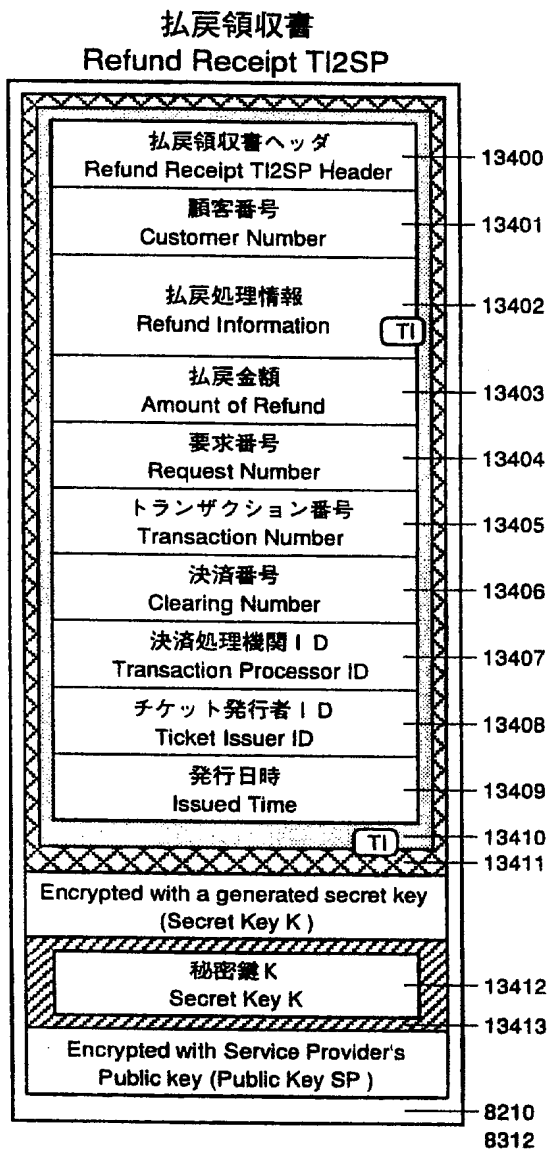 払戻領収書
Refund Receipt TI2SP
払戻領収書ヘッダ
Refund Receipt TI2SP Header
13400
顧客番号
Customer Number
13401
払戻処理情報
Refund Information
13402
TI
払戻金額
Amount of Refund
13403
要求番号
Request Number
13404
トランザクション番号
Transaction Number
13405
決済番号
Clearing Number
13406
決済処理機関ID
Transaction Processor ID
13407
チケット発行者ID
Ticket Issuer ID
13408
発行日時
Issued Time
13409
TI
13410
13411
Encrypted with a generated secret key
(Secret Key K )
秘密鍵K
Secret Key K
13412
13413
Encrypted with Service Provider's
Public key (Public Key SP )
8210
8312